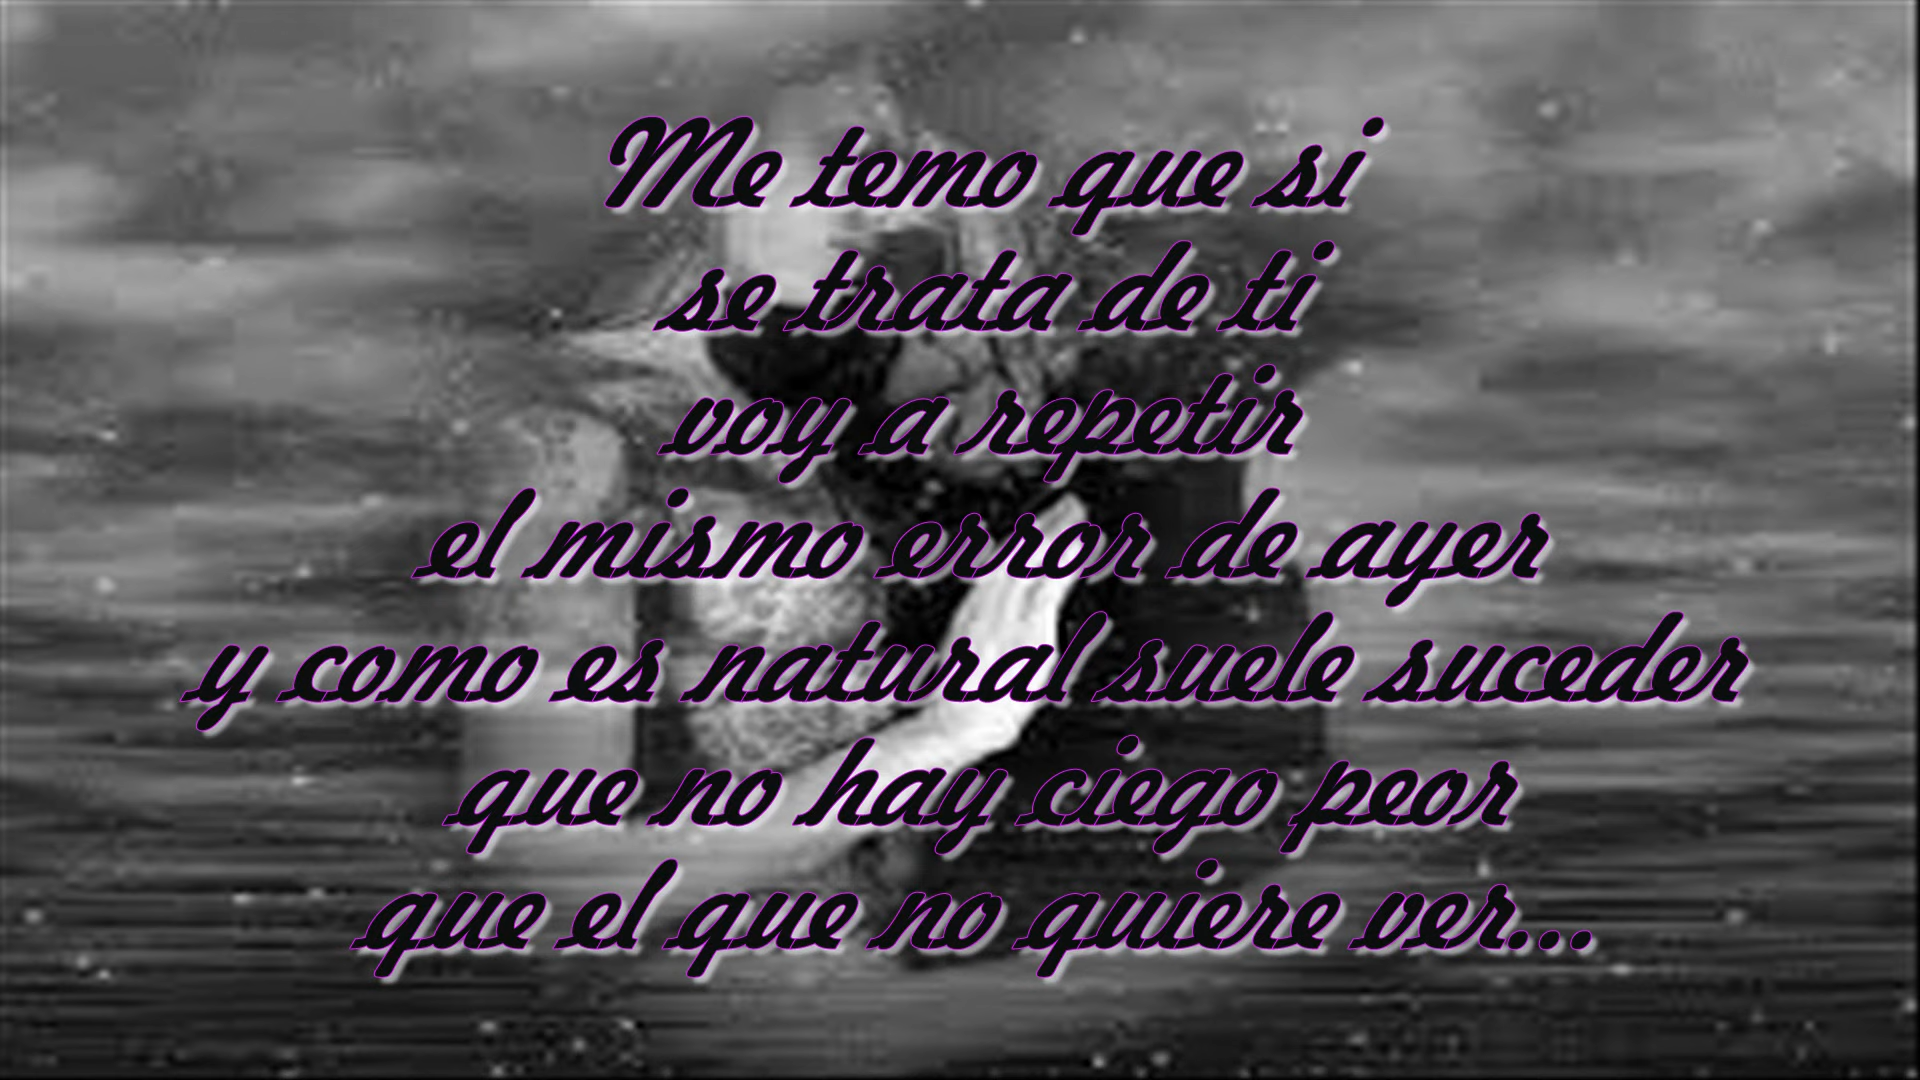 Me temo que si
se trata de ti
voy a repetir
el mismo error de ayer
y como es natural suele suceder
que no hay ciego peor
que el que no quiere ver...